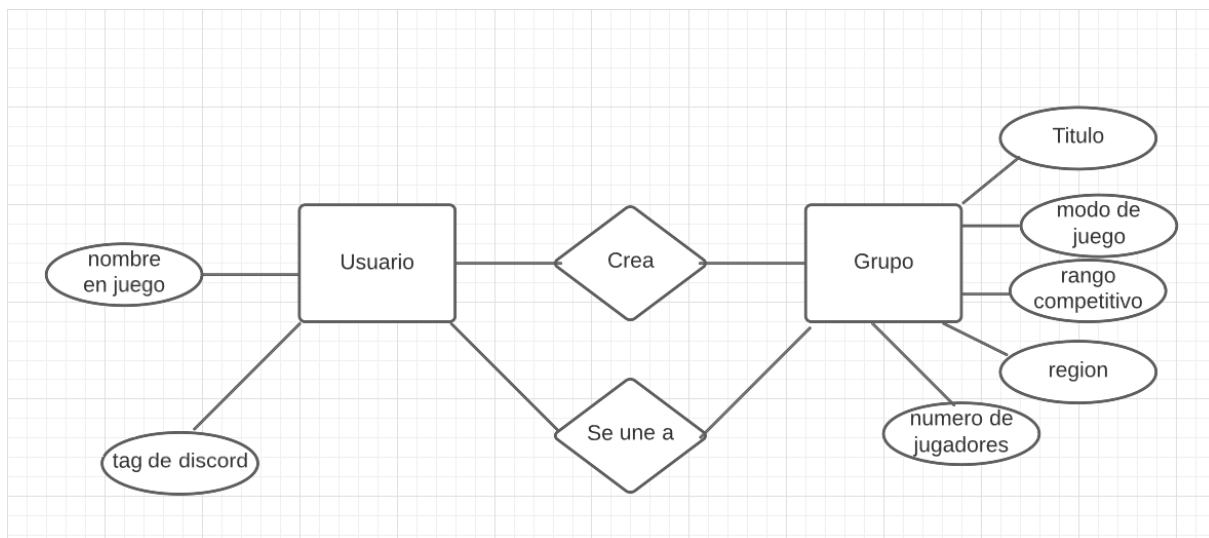 Titulo
modo de
juego
Usuario
Crea
Grupo
nombre
en juego
rango
competitivo
region
numero de
jugadores
Se une a
tag de discord